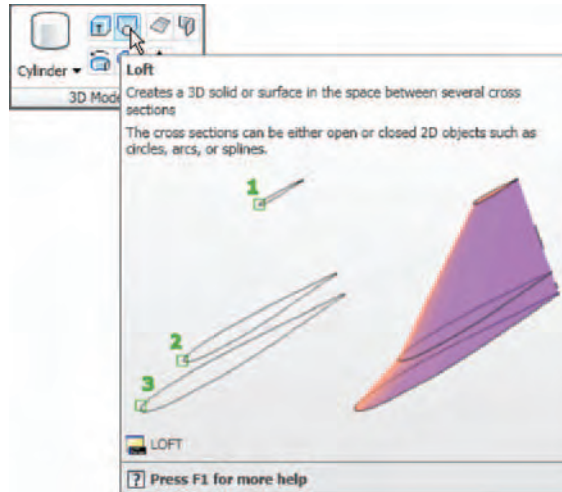 Cylinder
3D Mode
Loft
Creates a 3D solid or surface in the space between several cross
sections
The cross sections can be either open or closed 2D objects such as
circles, arcs, or splines.
1
2
3
LOFT
? Press F1 for more help